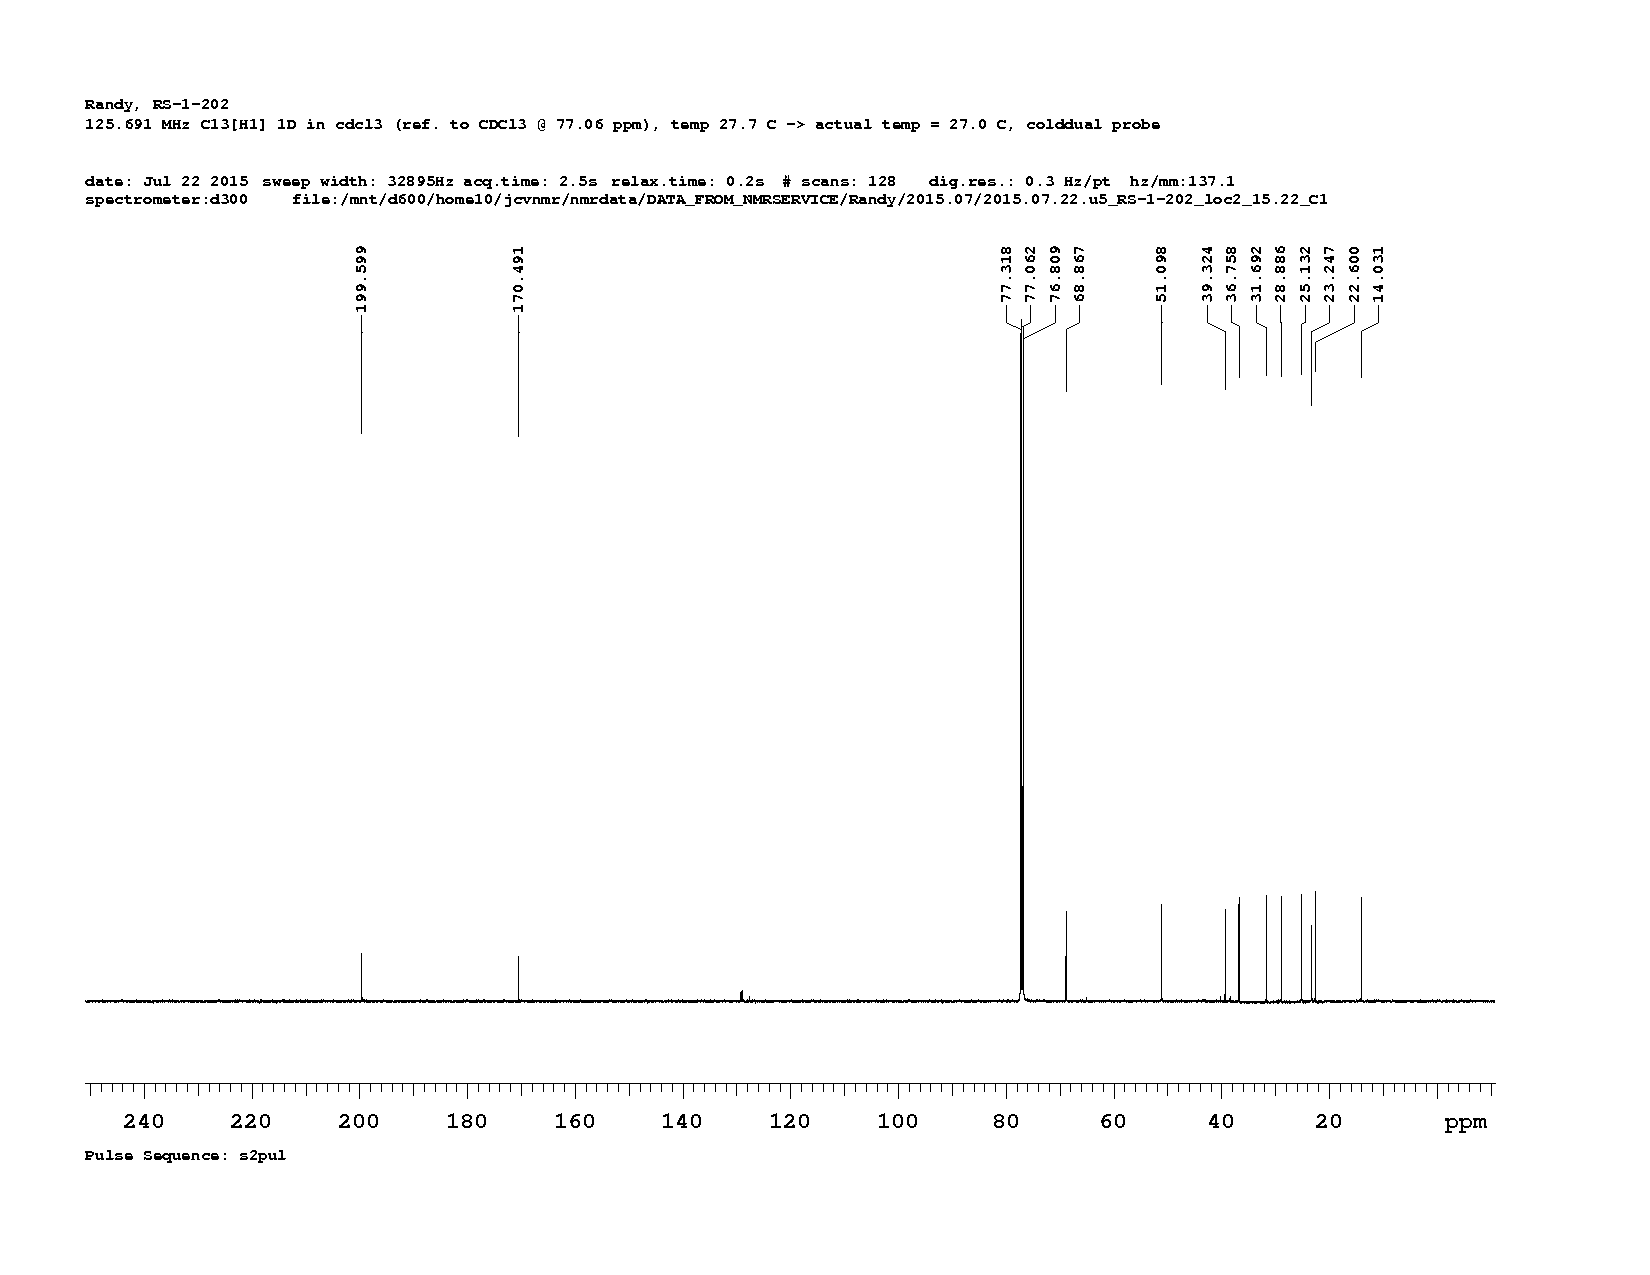 Randy, RS-1-202
125.691 MHz C13[H1] 1D in cdcl3 (ref. to CDCl3 @ 77.06 ppm), temp 27.7 C -> actual temp = 27.0 C, colddual probe
date: Jul 22 2015 sweep width: 32895Hz acq.time: 2.5s relax.time: 0.2s # scans: 128 dig.res.: 0.3 Hz/pt hz/mm:137.1
spectrometer:d300 file:/mnt/d600/home10/jcvnmr/nmrdata/DATA_FROM_NMRSERVICE/Randy/2015.07/2015.07.22.u5_RS-1-202_loc2_15.22_C1
199.599
170.491
77.318
77.062
76.809
68.867
51.098
39.324
36.758
31.692
28.886
25.132
23.247
22.600
14.031
240 220 200 180 160 140 120 100 80 60 40 20 ppm
Pulse Sequence: s2pul